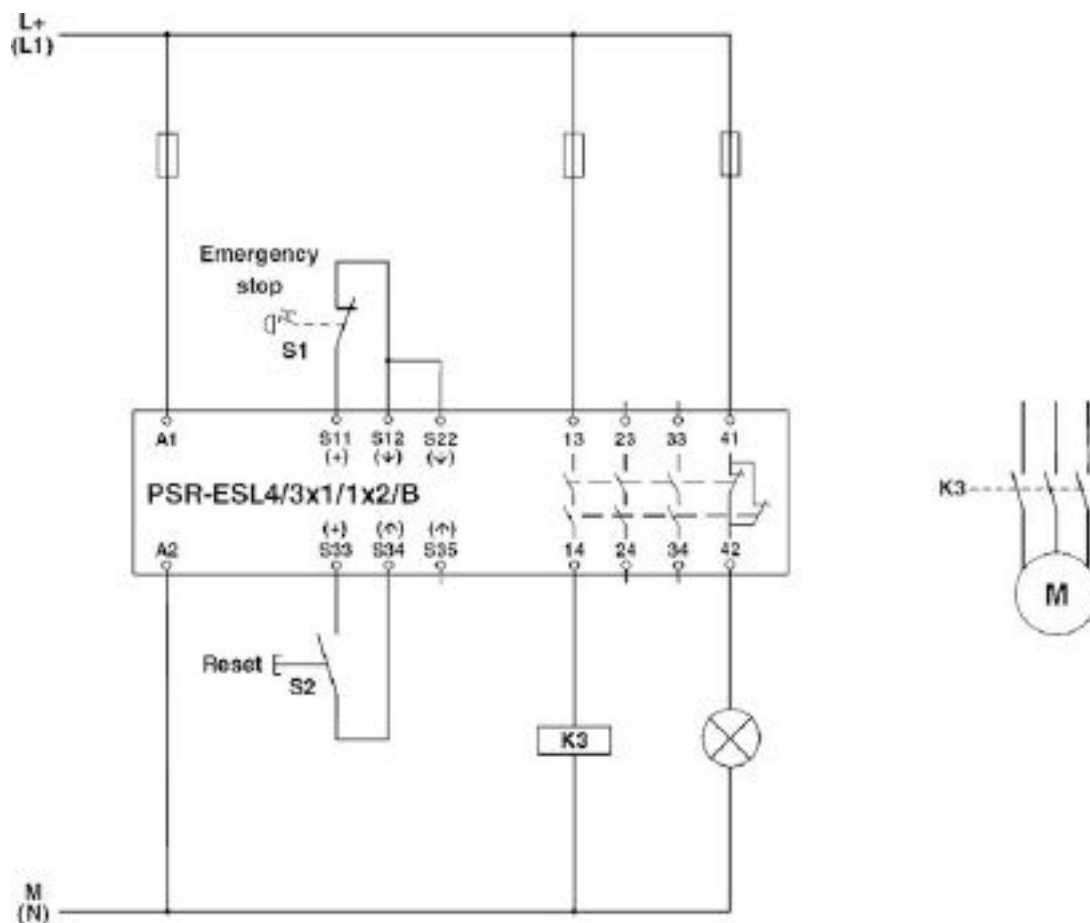 L+
(L1)
Emergency
stop
S1
A1 S11 S12 S22 13 23 33 41
(+) (↓) (↓)
PSR-ESL4/3x1/1x2/B
K3
(+) (↑) (↑)
A2 S33 S34 S35 14 24 34 42
M
Reset
S2
K3
M
(N)